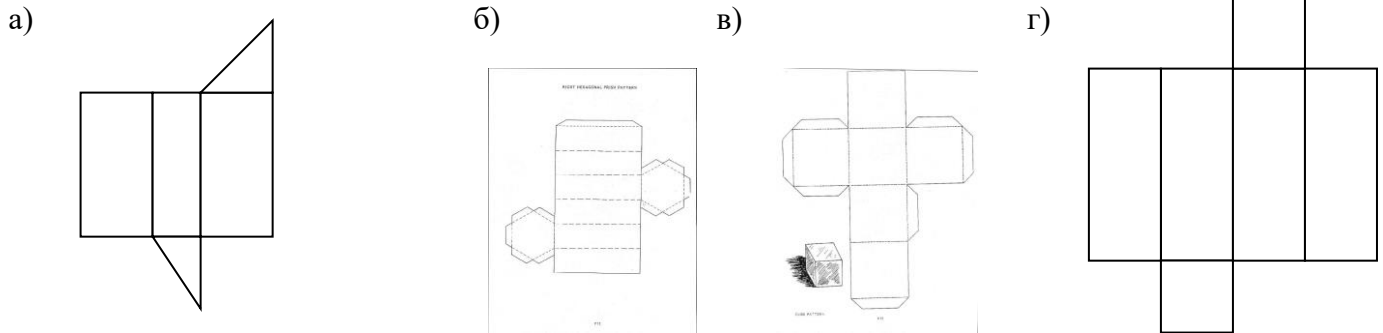 а)
б)
в)
г)
RIGHT HEXAGONAL PRISM PATTERN
CUBE PATTERN